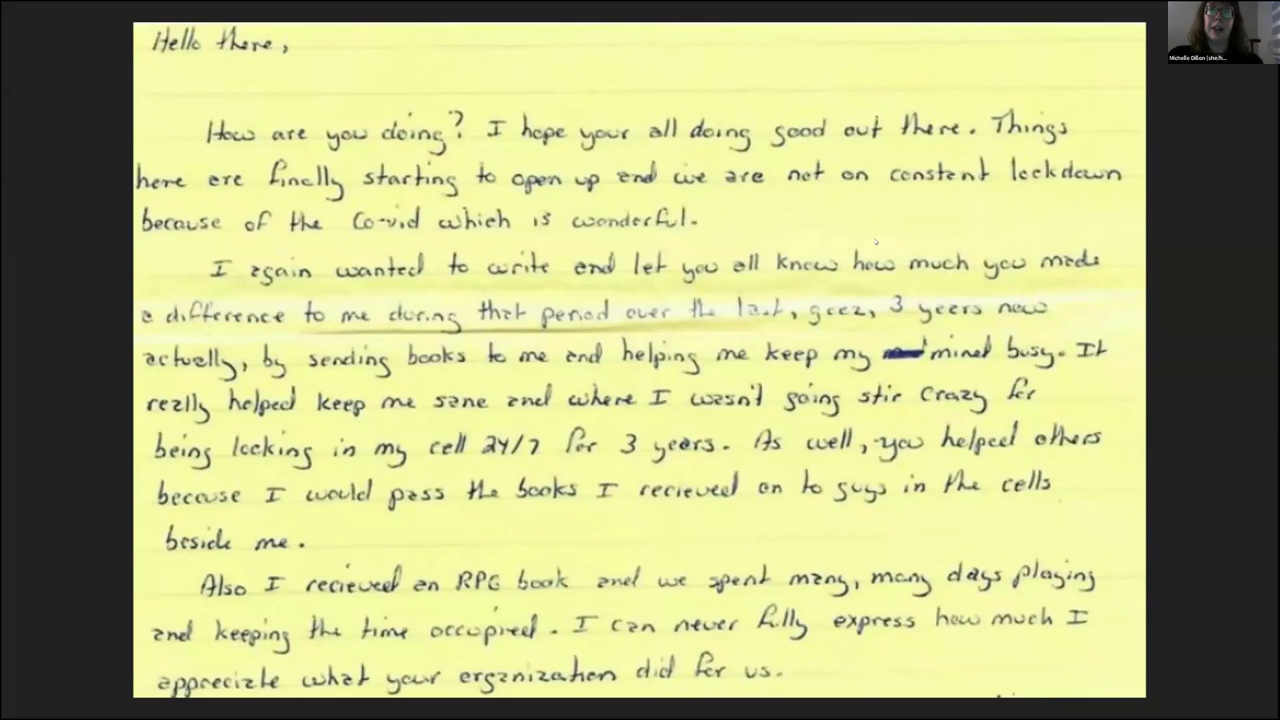 Hello there,
How are you doing? I hope your all doing good out there. Things
here are finally starting to open up and we are not on constant lockdown
because of the Co-vid which is wonderful.
I again wanted to write and let you all know how much you made
a difference to me during that period over the last, geez, 3 years now
actually, by sending books to me and helping me keep my mind busy. It
really helped keep me sane and where I wasn't going stir crazy for
being locking in my cell 24/7 for 3 years. As well, you helped others
because I would pass the books I recieved on to guys in the cells
beside me.
Also I recieved an RPG book and we spent many, many days playing
and keeping the time occupired. I can never fully express how much I
appreciate what your organization did for us.
Michelle Dillon (she/h...